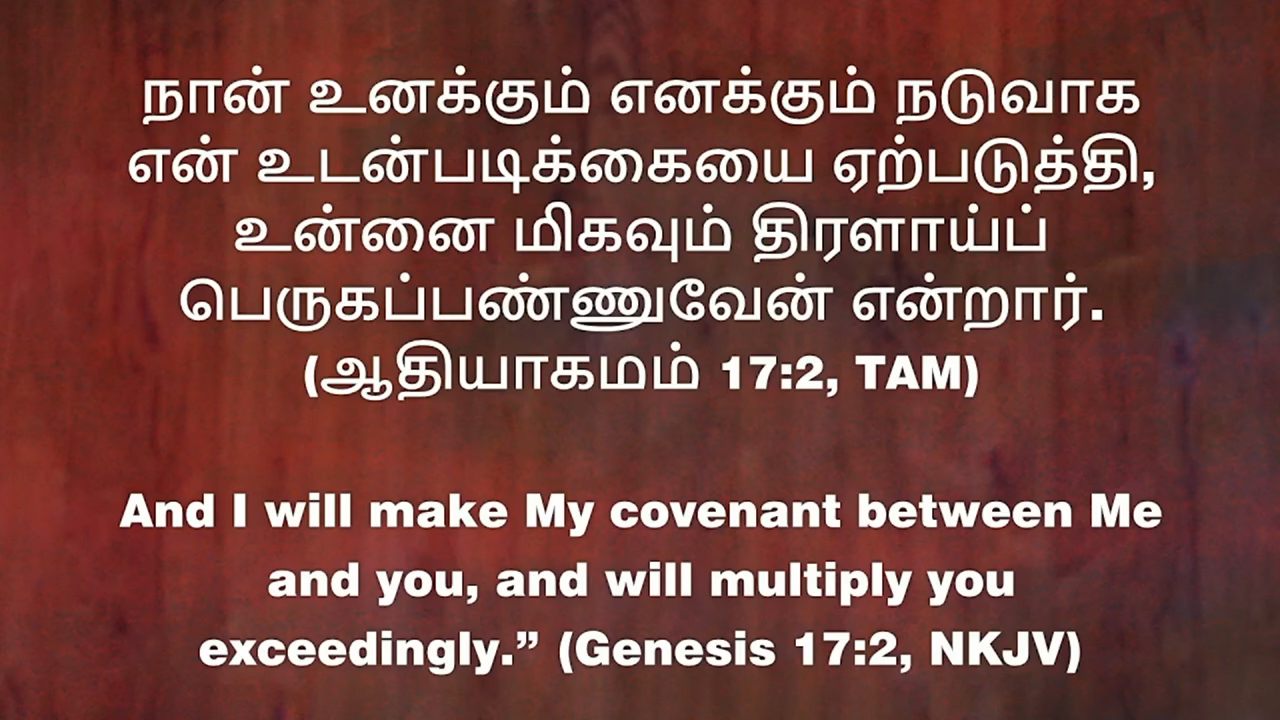 நான் உனக்கும் எனக்கும் நடுவாக
என் உடன்படிக்கையை ஏற்படுத்தி,
உன்னை மிகவும் திரளாய்ப்
பெருகப்பண்ணுவேன் என்றார்.
(ஆதியாகமம் 17:2, TAM)
And I will make My covenant between Me
and you, and will multiply you
exceedingly.” (Genesis 17:2, NKJV)